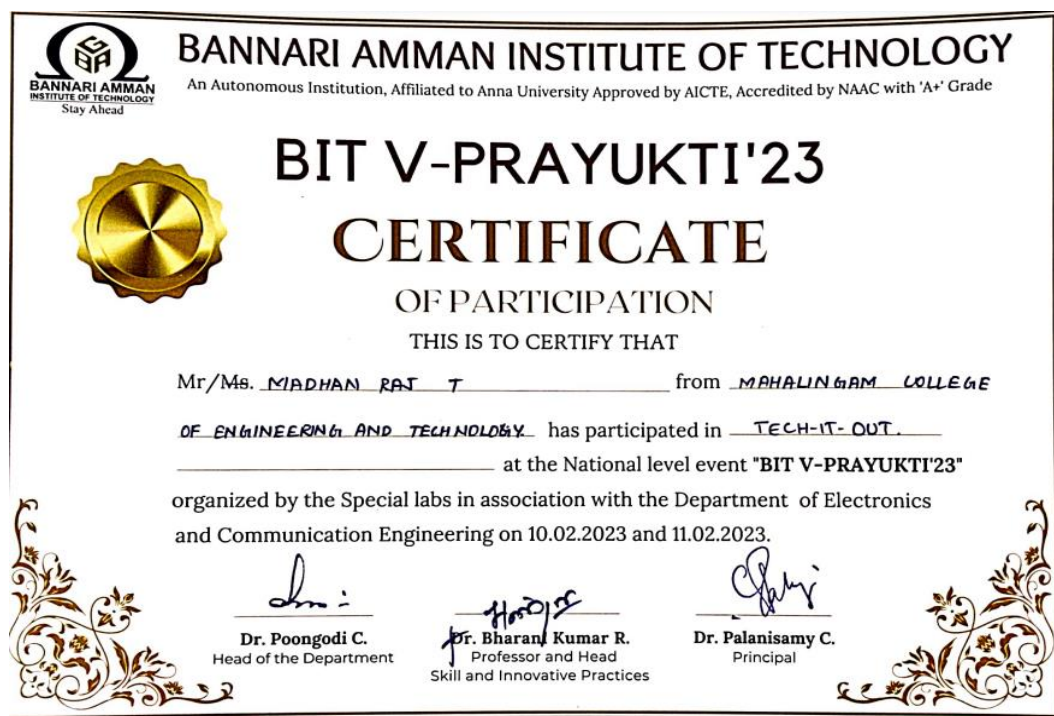 GBA
BANNARI AMMAN
INSTITUTE OF TECHNOLOGY
Stay Ahead
BANNARI AMMAN INSTITUTE OF TECHNOLOGY
An Autonomous Institution, Affiliated to Anna University Approved by AICTE, Accredited by NAAC with 'A+' Grade
BIT V-PRAYUKTI'23
CERTIFICATE
OF PARTICIPATION
THIS IS TO CERTIFY THAT
Mr/Ms. MADHAN RAJ T from MAHALINGAM COLLEGE
OF ENGINEERING AND TECHNOLOGY has participated in TECH-IT-OUT.
at the National level event "BIT V-PRAYUKTI'23"
organized by the Special labs in association with the Department of Electronics
and Communication Engineering on 10.02.2023 and 11.02.2023.
Dr. Poongodi C.
Head of the Department
Dr. Bharani Kumar R.
Professor and Head
Skill and Innovative Practices
Dr. Palanisamy C.
Principal